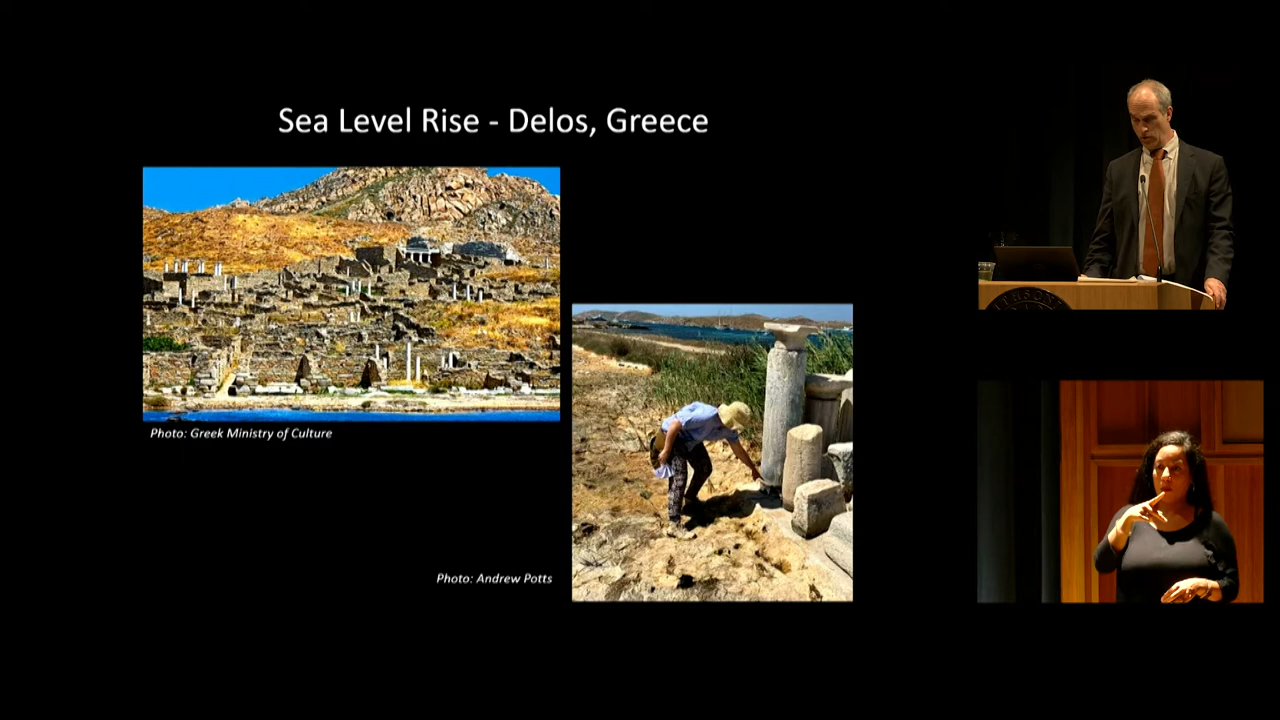 Sea Level Rise - Delos, Greece
Photo: Greek Ministry of Culture
Photo: Andrew Potts